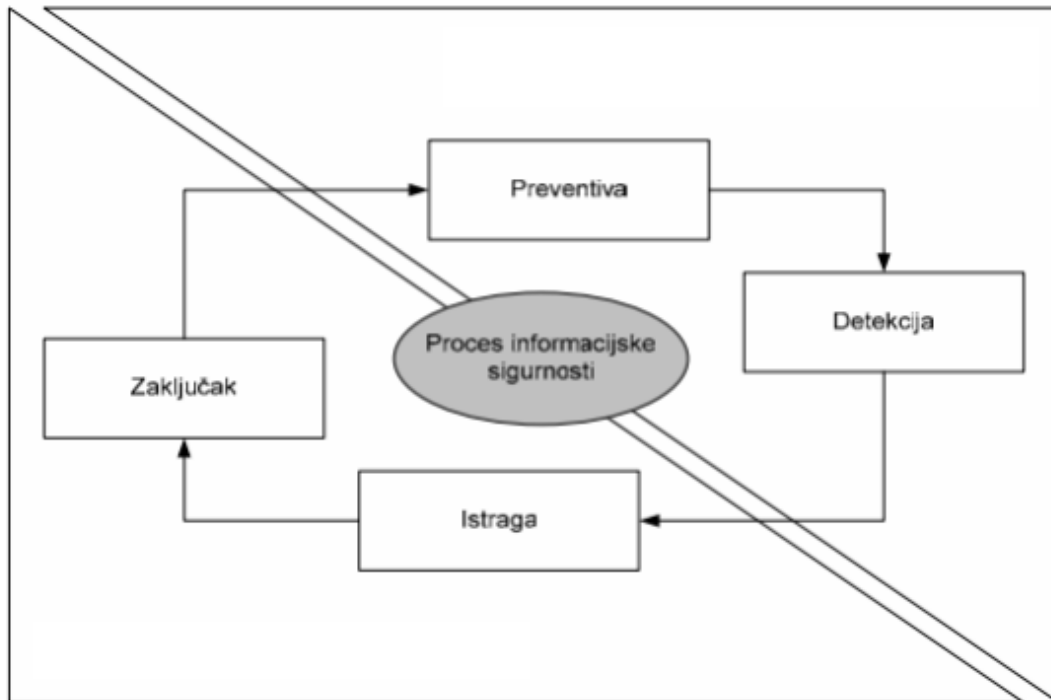 Preventiva
Detekcija
Proces informacijske
sigurnosti
Zaključak
Istraga